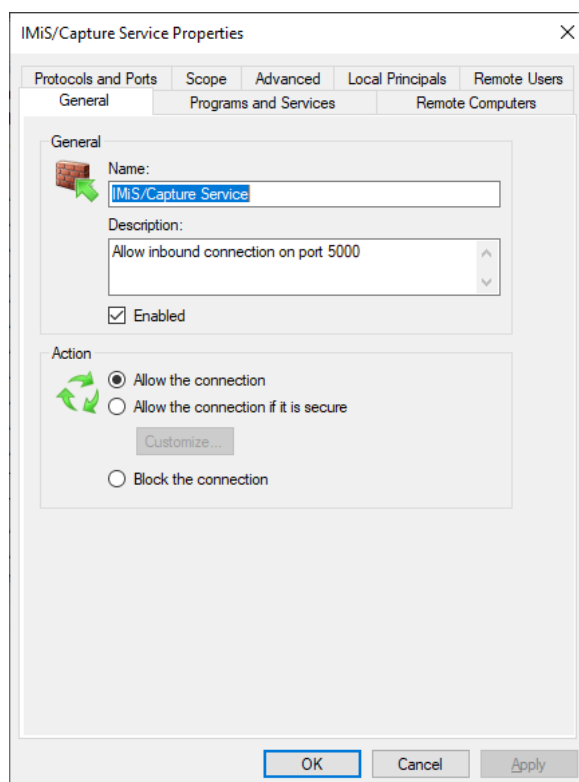 IMiS/Capture Service Properties
Protocols and Ports Scope Advanced Local Principals Remote Users
General Programs and Services Remote Computers
General
Name:
IMiS/Capture Service
Description:
Allow inbound connection on port 5000
Enabled
Action
Allow the connection
Allow the connection if it is secure
Customize...
Block the connection
OK Cancel Apply